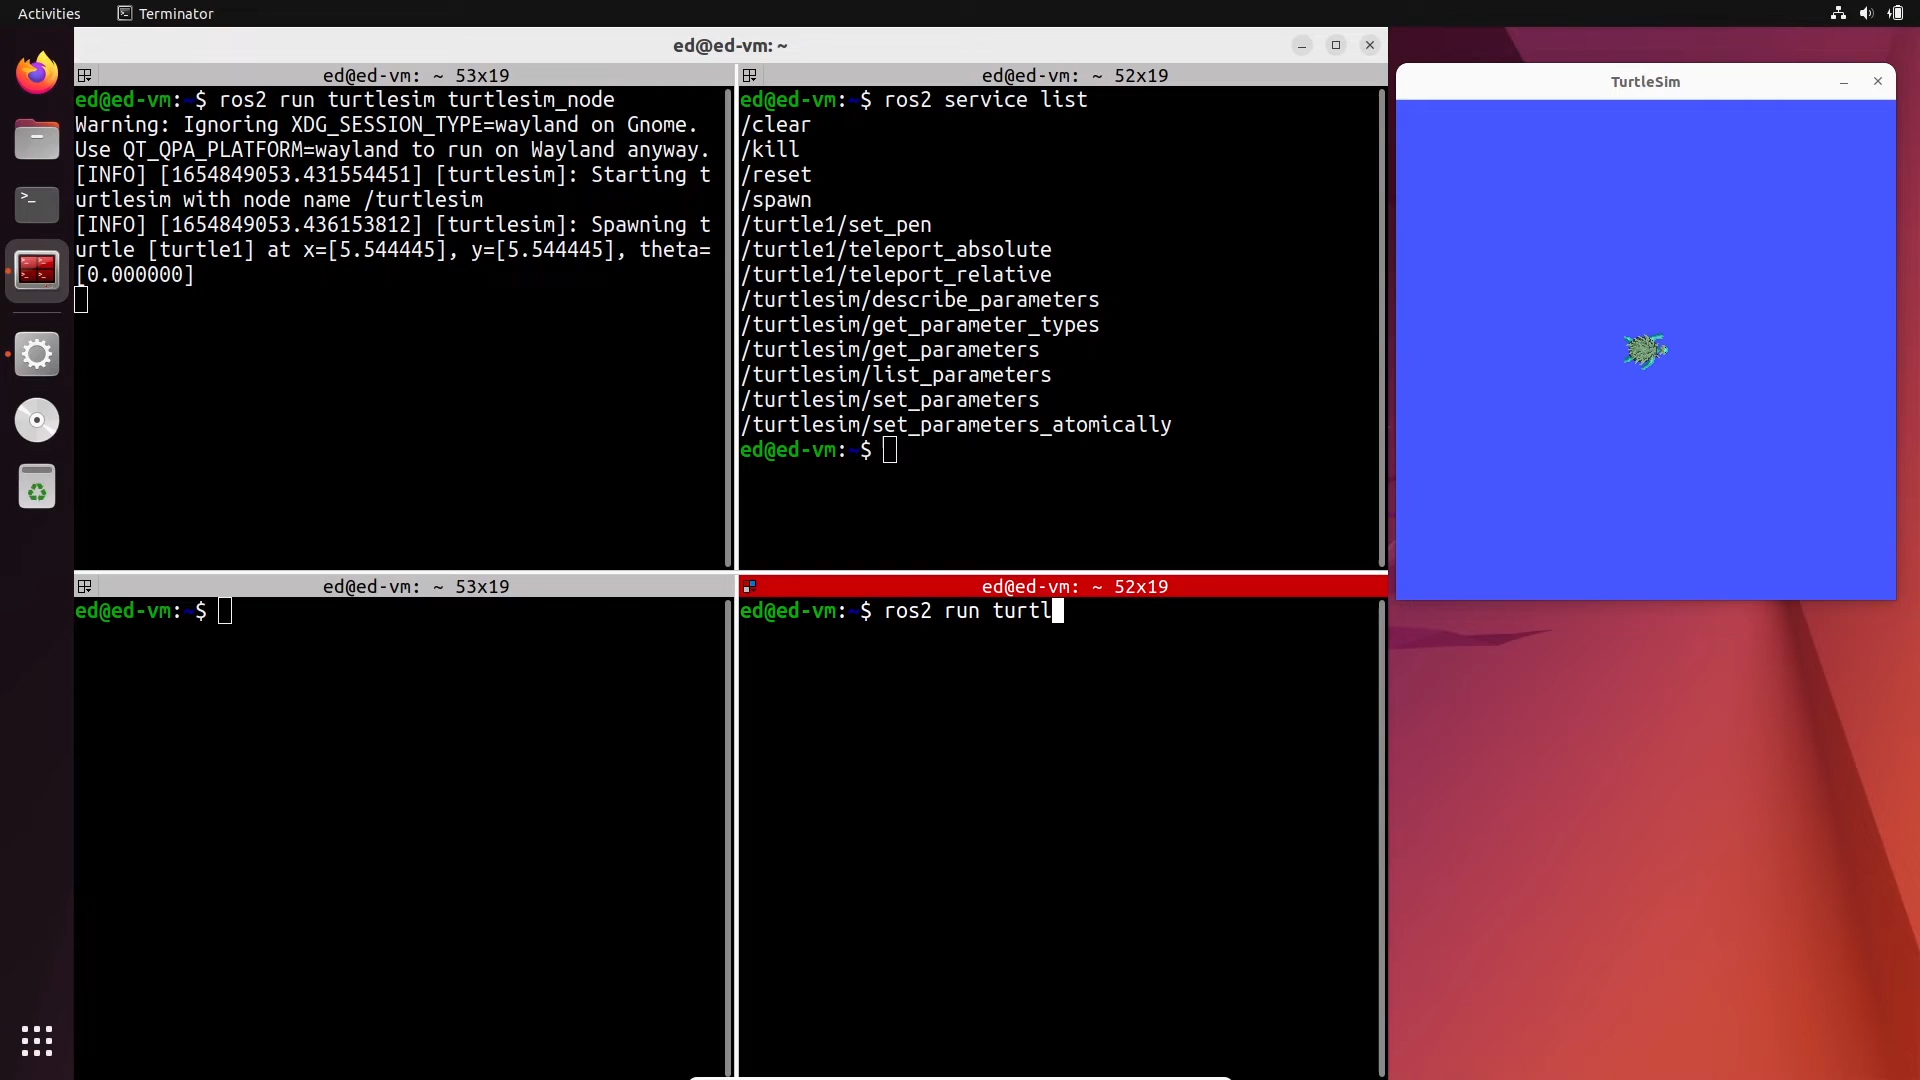 Activities Terminator
ed@ed-vm: ~
ed@ed-vm: ~ 53x19
ed@ed-vm:~$ ros2 run turtlesim turtlesim_node
Warning: Ignoring XDG_SESSION_TYPE=wayland on Gnome.
Use QT_QPA_PLATFORM=wayland to run on Wayland anyway.
[INFO] [1654849053.431554451] [turtlesim]: Starting t
urtlesim with node name /turtlesim
[INFO] [1654849053.436153812] [turtlesim]: Spawning t
urtle [turtle1] at x=[5.544445], y=[5.544445], theta=
[0.000000]
ed@ed-vm: ~ 52x19
ed@ed-vm:~$ ros2 service list
/clear
/kill
/reset
/spawn
/turtle1/set_pen
/turtle1/teleport_absolute
/turtle1/teleport_relative
/turtlesim/describe_parameters
/turtlesim/get_parameter_types
/turtlesim/get_parameters
/turtlesim/list_parameters
/turtlesim/set_parameters
/turtlesim/set_parameters_atomically
ed@ed-vm:~$
TurtleSim
ed@ed-vm: ~ 53x19
ed@ed-vm:~$
ed@ed-vm: ~ 52x19
ed@ed-vm:~$ ros2 run turtl